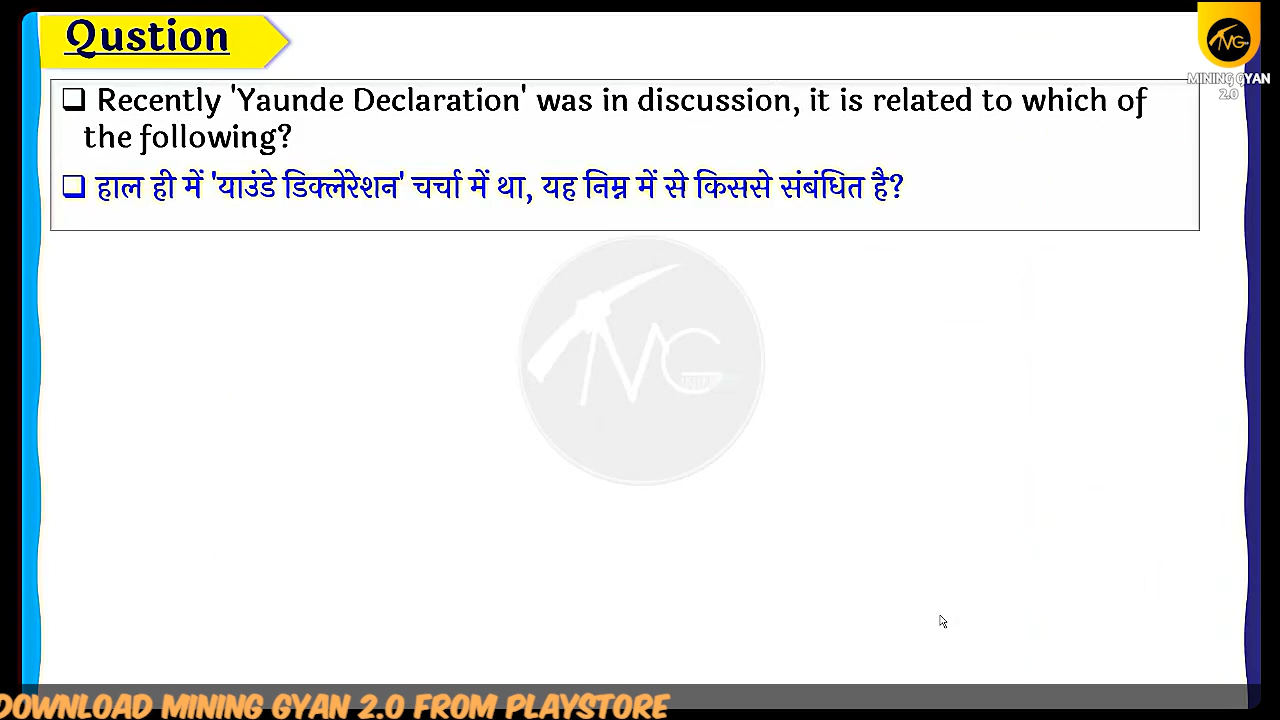 Qustion
MINING GYAN
2.0
❑ Recently 'Yaunde Declaration' was in discussion, it is related to which of
the following?
❑ हाल ही में 'याउंडे डिक्लेरेशन' चर्चा में था, यह निम्न में से किससे संबंधित है?
DOWNLOAD MINING GYAN 2.0 FROM PLAYSTORE